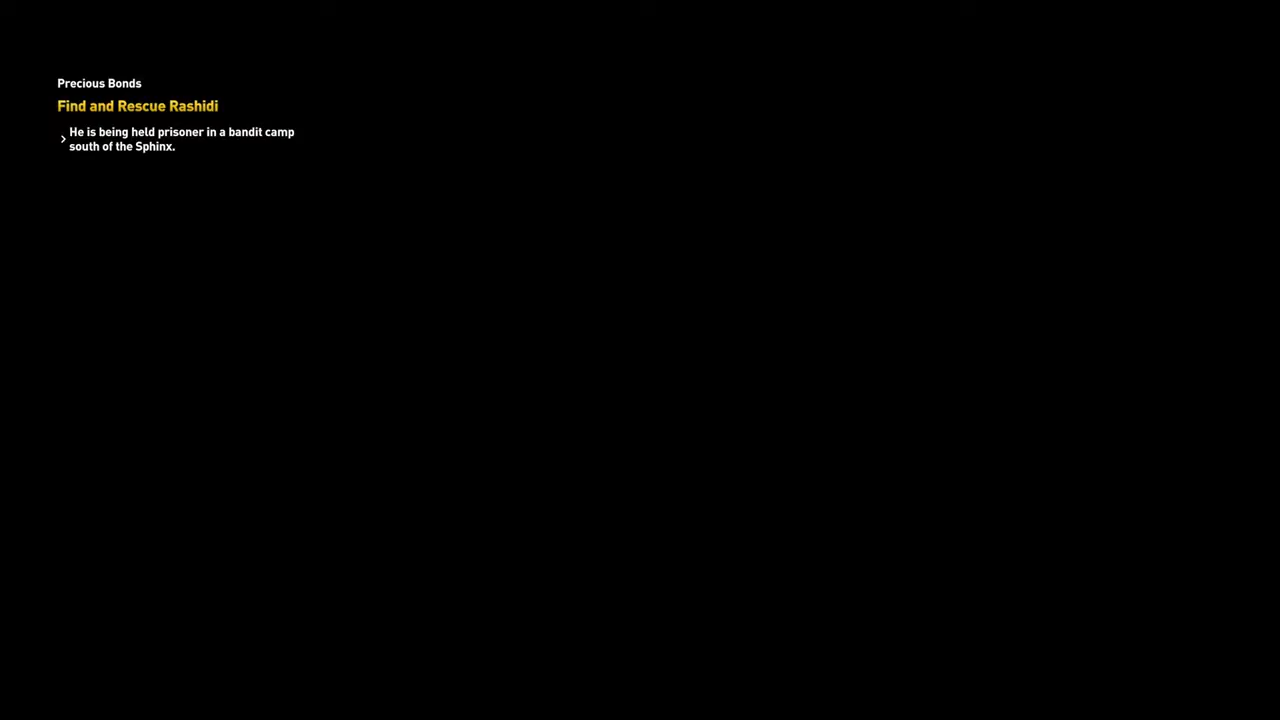 Precious Bonds
Find and Rescue Rashidi
He is being held prisoner in a bandit camp
south of the Sphinx.